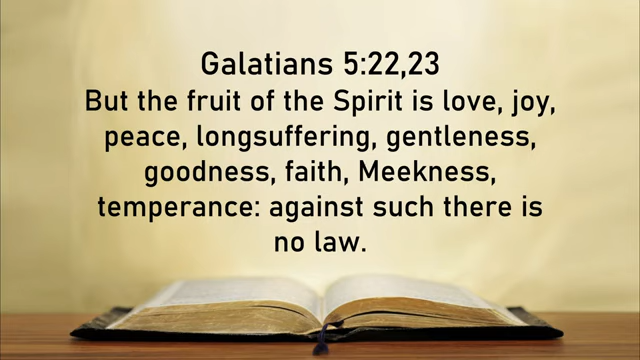 Galatians 5:22,23
But the fruit of the Spirit is love, joy,
peace, longsuffering, gentleness,
goodness, faith, Meekness,
temperance: against such there is
no law.